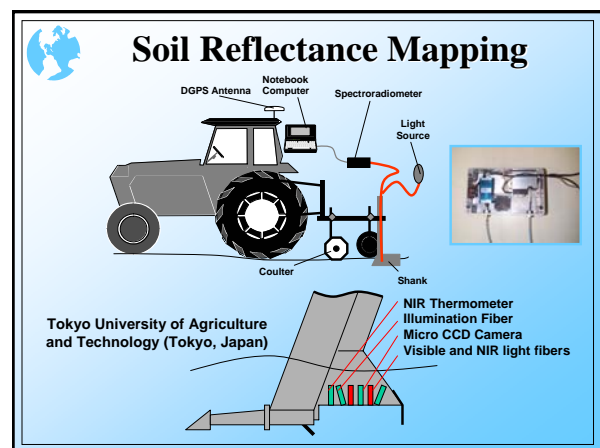 Soil Reflectance Mapping
DGPS Antenna
Notebook
Computer
Spectroradiometer
Light
Source
Coulter
Shank
Tokyo University of Agriculture
and Technology (Tokyo, Japan)
NIR Thermometer
Illumination Fiber
Micro CCD Camera
Visible and NIR light fibers